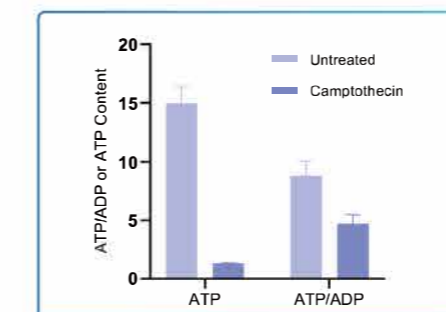 ATP/ADP or ATP Content
20
15
10
5
0
Untreated
Camptothecin
ATP
ATP/ADP